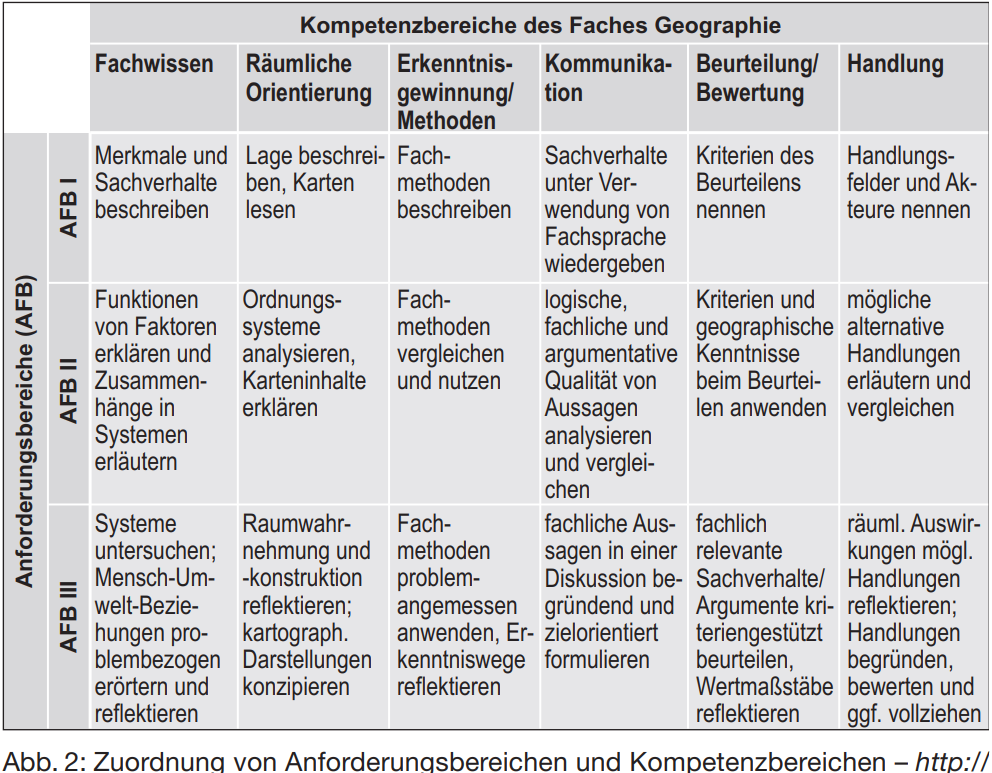 Kompetenzbereiche des Faches Geographie
Fachwissen
Räumliche
Orientierung
Erkenntnis-
gewinnung/
Methoden
Kommunika-
tion
Beurteilung/
Bewertung
Handlung
Anforderungsbereiche (AFB)
AFB I
Merkmale und
Sachverhalte
beschreiben
Lage beschrei-
ben, Karten
lesen
Fach-
methoden
beschreiben
Sachverhalte
unter Ver-
wendung von
Fachsprache
wiedergeben
Kriterien des
Beurteilens
nennen
Handlungs-
felder und Ak-
teure nennen
AFB II
Funktionen
von Faktoren
erklären und
Zusammen-
hänge in
Systemen
erläutern
Ordnungs-
systeme
analysieren,
Karteninhalte
erklären
Fach-
methoden
vergleichen
und nutzen
logische,
fachliche und
argumentative
Qualität von
Aussagen
analysieren
und verglei-
chen
Kriterien und
geographische
Kenntnisse
beim Beurtei-
len anwenden
mögliche
alternative
Handlungen
erläutern und
vergleichen
AFB III
Systeme
untersuchen;
Mensch-Um-
welt-Bezie-
hungen pro-
blembezogen
erörtern und
reflektieren
Raumwahr-
nehmung und
-konstruktion
reflektieren;
kartograph.
Darstellungen
konzipieren
Fach-
methoden
problem-
angemessen
anwenden, Er-
kenntniswege
reflektieren
fachliche Aus-
sagen in einer
Diskussion be-
gründend und
zielorientiert
formulieren
fachlich
relevante
Sachverhalte/
Argumente kri-
teriengestützt
beurteilen,
Wertmaßstäbe
reflektieren
räuml. Auswir-
kungen mögl.
Handlungen
reflektieren;
Handlungen
begründen,
bewerten und
ggf. vollziehen
Abb. 2: Zuordnung von Anforderungsbereichen und Kompetenzbereichen – http://